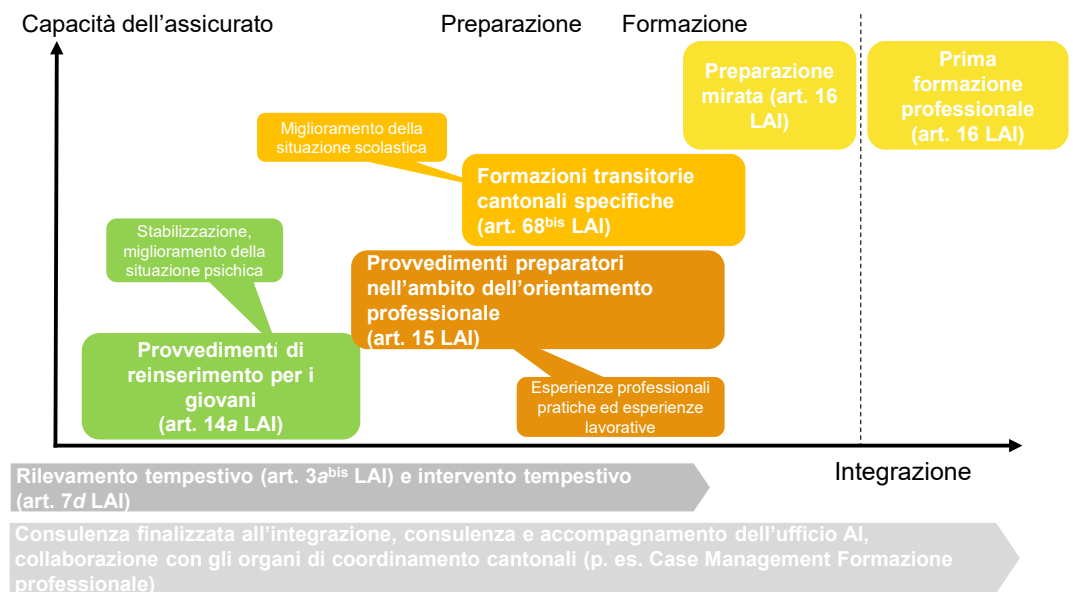 Capacità dell'assicurato
Preparazione
Formazione
Preparazione
mirata (art. 16
LAI)
Prima
formazione
professionale
(art. 16 LAI)
Miglioramento della
situazione scolastica
Formazioni transitorie
cantonali specifiche
(art. 68bis LAI)
Stabilizzazione,
miglioramento della
situazione psichica
Provvedimenti preparatori
nell'ambito dell'orientamento
professionale
(art. 15 LAI)
Provvedimenti di
reinserimento per i
giovani
(art. 14a LAI)
Esperienze professionali
pratiche ed esperienze
lavorative
Integrazione
Rilevamento tempestivo (art. 3abis LAI) e intervento tempestivo
(art. 7d LAI)
Consulenza finalizzata all'integrazione, consulenza e accompagnamento dell'ufficio AI,
collaborazione con gli organi di coordinamento cantonali (p. es. Case Management Formazione
professionale)